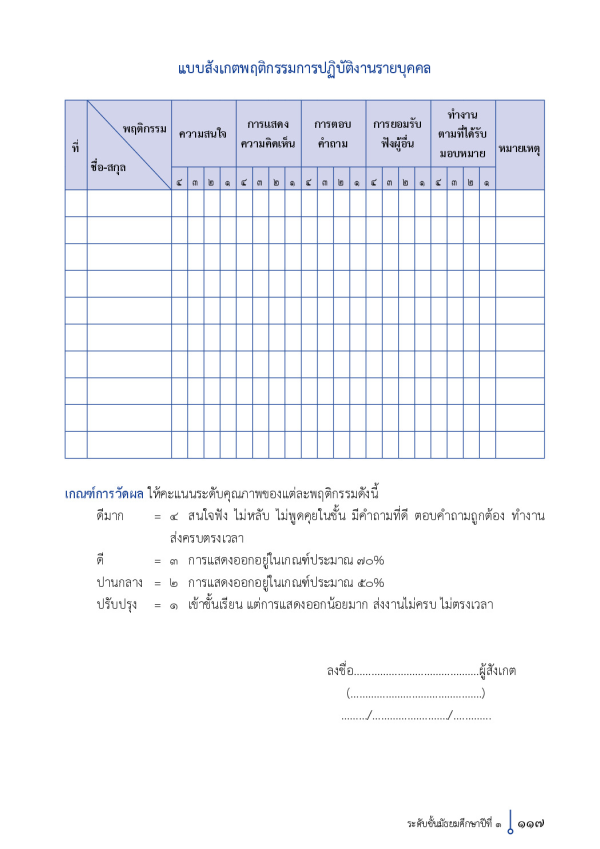 แบบสังเกตพฤติกรรมการปฏิบัติงานรายบุคคล
ที่
พฤติกรรม
ชื่อ-สกุล
ความสนใจ
การแสดง
ความคิดเห็น
การตอบ
คำถาม
การยอมรับ
ฟังผู้อื่น
ทำงาน
ตามที่ได้รับ
มอบหมาย
หมายเหตุ
๔ ๓ ๒ ๑ ๔ ๓ ๒ ๑ ๔ ๓ ๒ ๑ ๔ ๓ ๒ ๑ ๔ ๓ ๒ ๑
เกณฑ์การวัดผล ให้คะแนนระดับคุณภาพของแต่ละพฤติกรรมดังนี้
ดีมาก = ๔ สนใจฟัง ไม่หลับ ไม่พูดคุยในชั้น มีคำถามที่ดี ตอบคำถามถูกต้อง ทำงาน
ส่งครบตรงเวลา
ดี = ๓ การแสดงออกอยู่ในเกณฑ์ประมาณ ๗๐%
ปานกลาง = ๒ การแสดงออกอยู่ในเกณฑ์ประมาณ ๕๐%
ปรับปรุง = ๑ เข้าชั้นเรียน แต่การแสดงออกน้อยมาก ส่งงานไม่ครบ ไม่ตรงเวลา
ลงชื่อ...........................................ผู้สังเกต
(.............................................)
........./........................../.............
ระดับชั้นมัธยมศึกษาปีที่ ๑ ๑๑๗